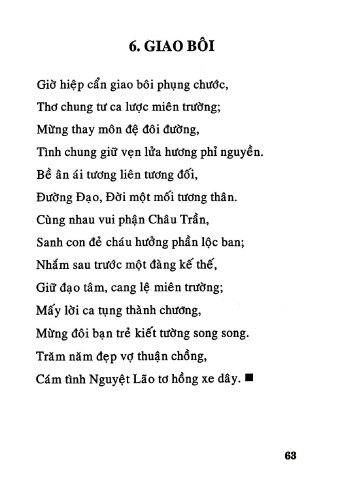 6. GIAO BÔI
Giờ hiệp cẩn giao bôi phụng chước,
Thơ chung tư ca lược miên trường;
Mừng thay môn đệ đôi đường,
Tình chung giữ vẹn lửa hương phỉ nguyền.
Bề ân ái tương liên tương đối,
Đường Đạo, Đời một mối tương thân.
Cùng nhau vui phận Châu Trần,
Sanh con đẻ cháu hưởng phần lộc ban;
Nhắm sau trước một đàng kế thế,
Giữ đạo tâm, cang lệ miên trường;
Mấy lời ca tụng thành chương,
Mừng đôi bạn trẻ kiết tường song song.
Trăm năm đẹp vợ thuận chồng,
Cám tình Nguyệt Lão tơ hồng xe dây. ■
63